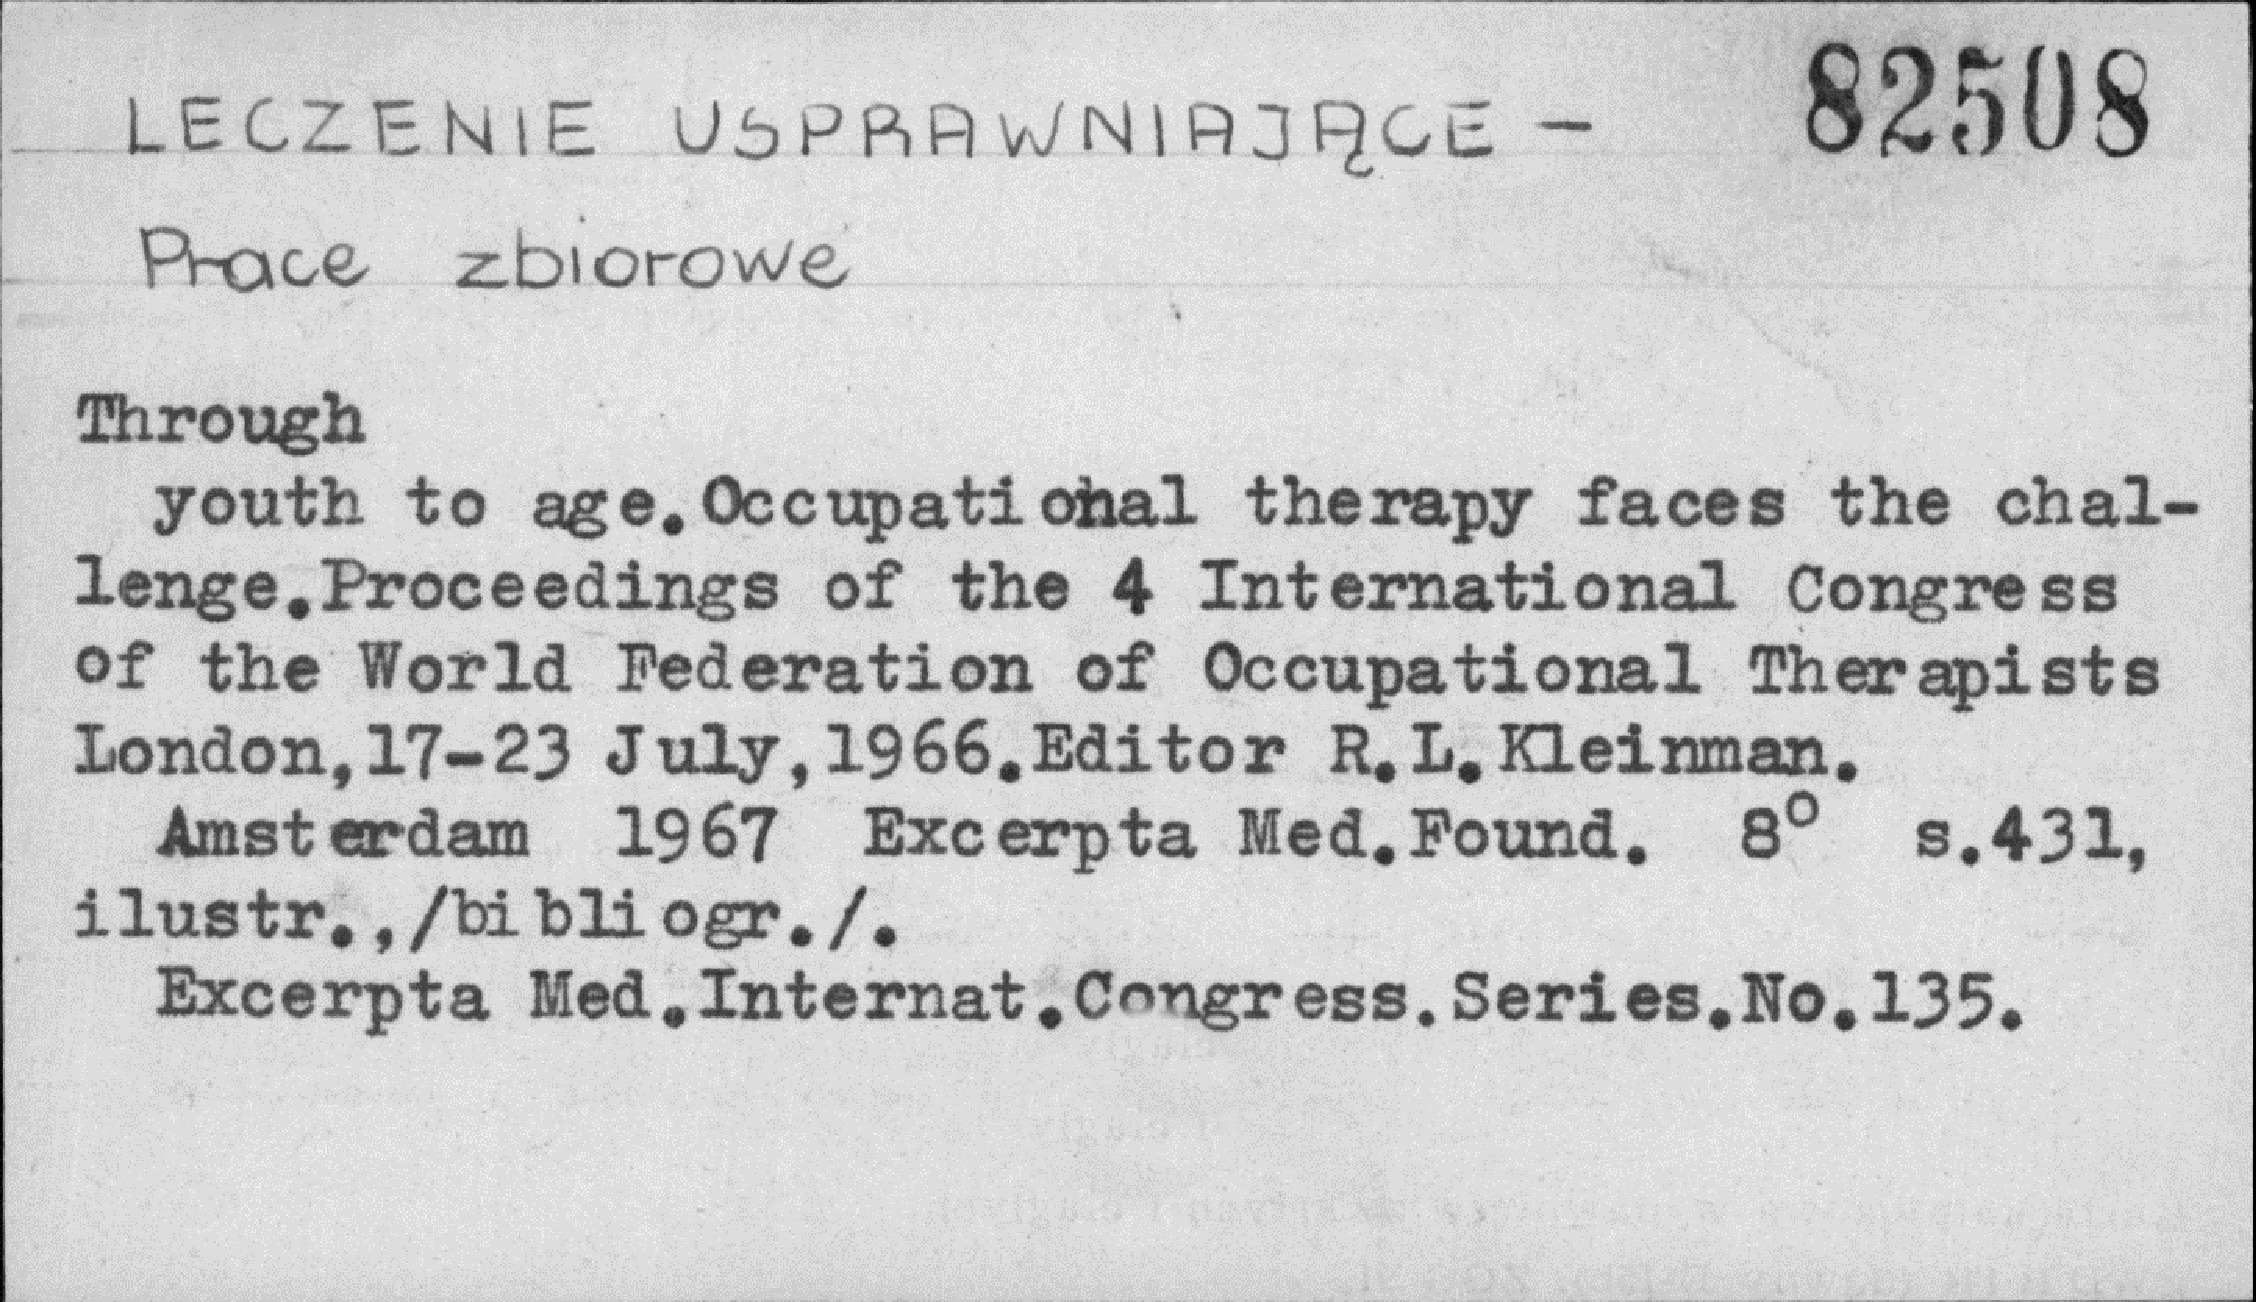 82508
LECZENIE USPRAWNIAJĄCE -
Prace zbiorowe
Through
youth to age.Occupational therapy faces the chal-
lenge.Proceedings of the 4 International Congress
of the World Federation of Occupational Therapists
London,17-23 July,1966.Editor R.L.Kleinman.
Amsterdam 1967 Excerpta Med.Found. 8° s.431,
ilustr.,/bibliogr./.
Excerpta Med.Internat.Congress.Series.No.135.